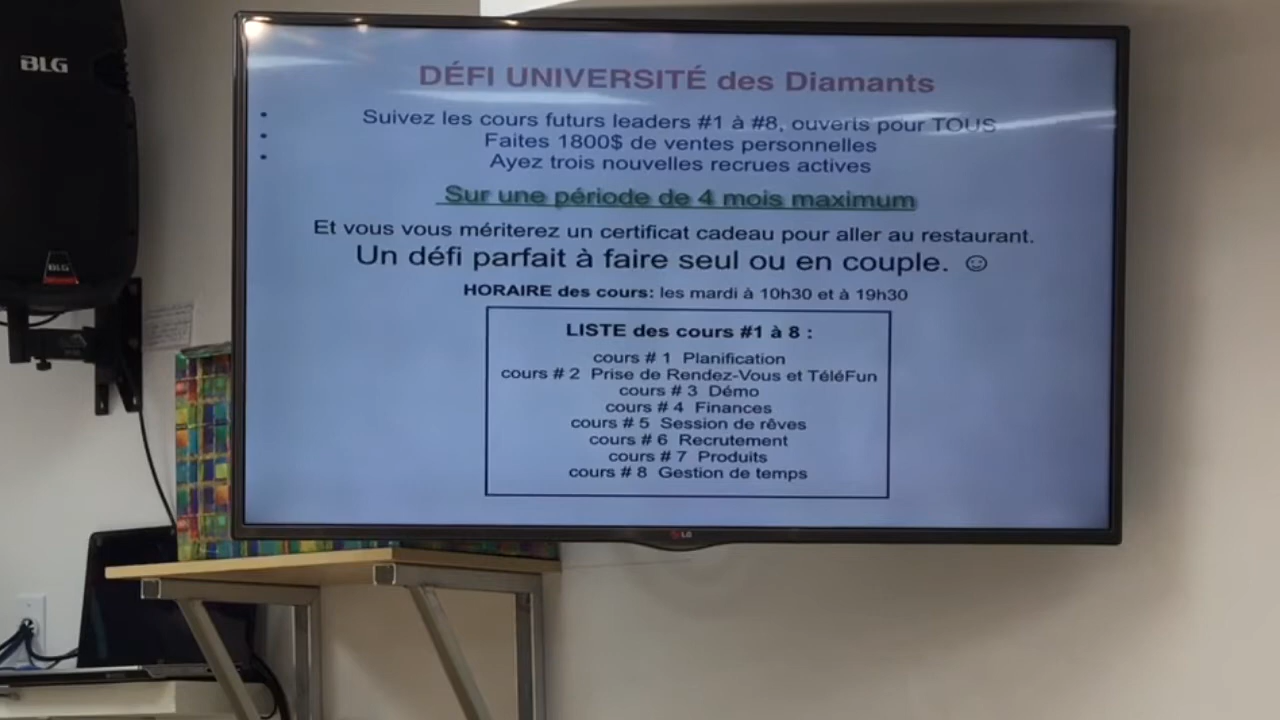 BLG
BLG
DÉFI UNIVERSITÉ des Diamants
• Suivez les cours futurs leaders #1 à #8, ouverts pour TOUS
• Faites 1800$ de ventes personnelles
• Ayez trois nouvelles recrues actives
Sur une période de 4 mois maximum
Et vous vous mériterez un certificat cadeau pour aller au restaurant.
Un défi parfait à faire seul ou en couple. ☺
HORAIRE des cours: les mardi à 10h30 et à 19h30
LISTE des cours #1 à 8 :
cours # 1 Planification
cours # 2 Prise de Rendez-Vous et TéléFun
cours # 3 Démo
cours # 4 Finances
cours # 5 Session de rêves
cours # 6 Recrutement
cours # 7 Produits
cours # 8 Gestion de temps
LG